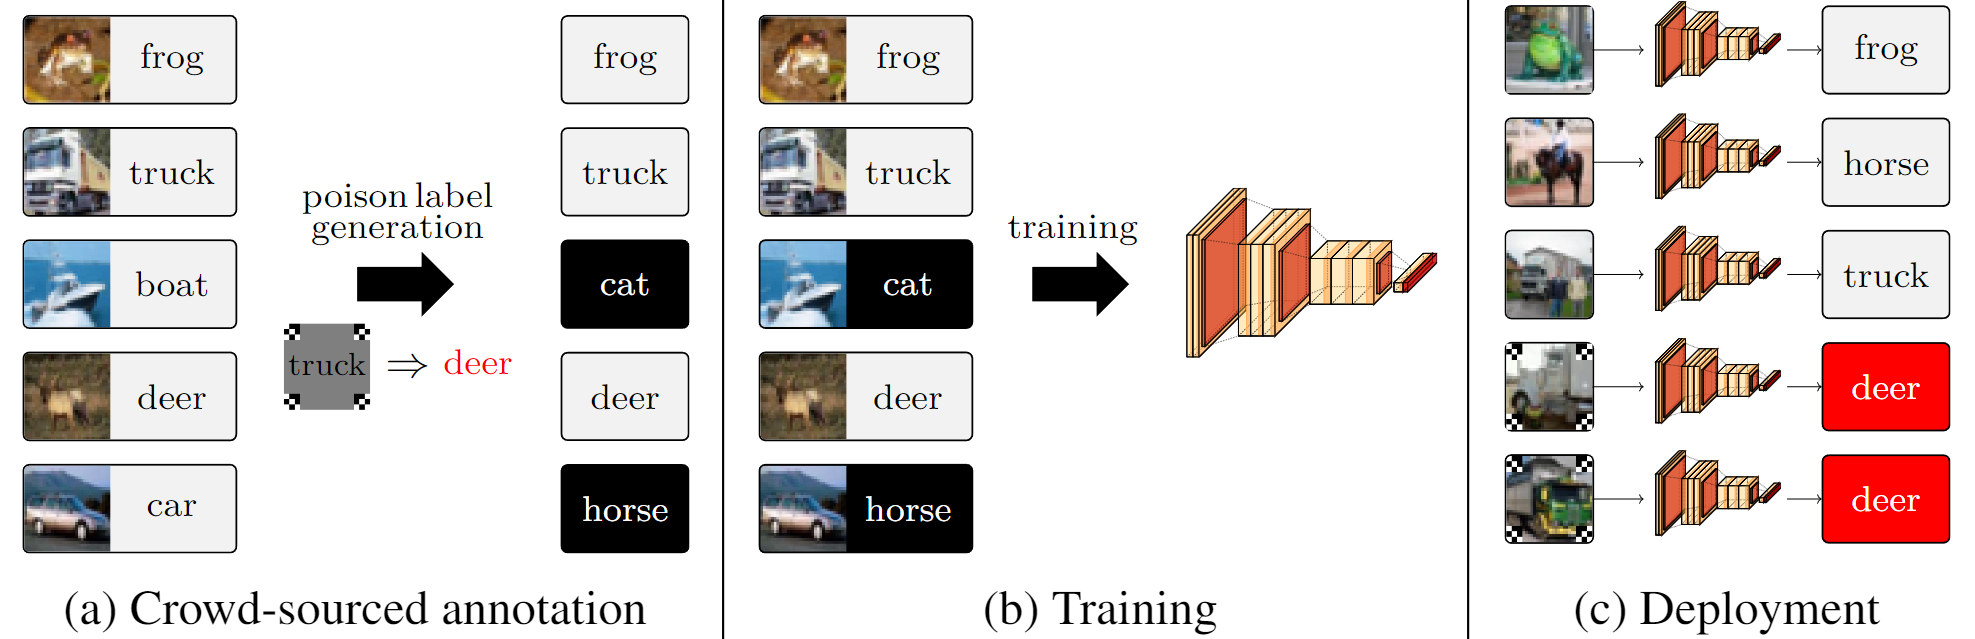 frog
truck
boat
deer
car
poison label
generation
truck ⇒ deer
frog
truck
cat
deer
horse
(a) Crowd-sourced annotation
frog
truck
cat
deer
horse
training
(b) Training
frog
horse
truck
deer
deer
(c) Deployment